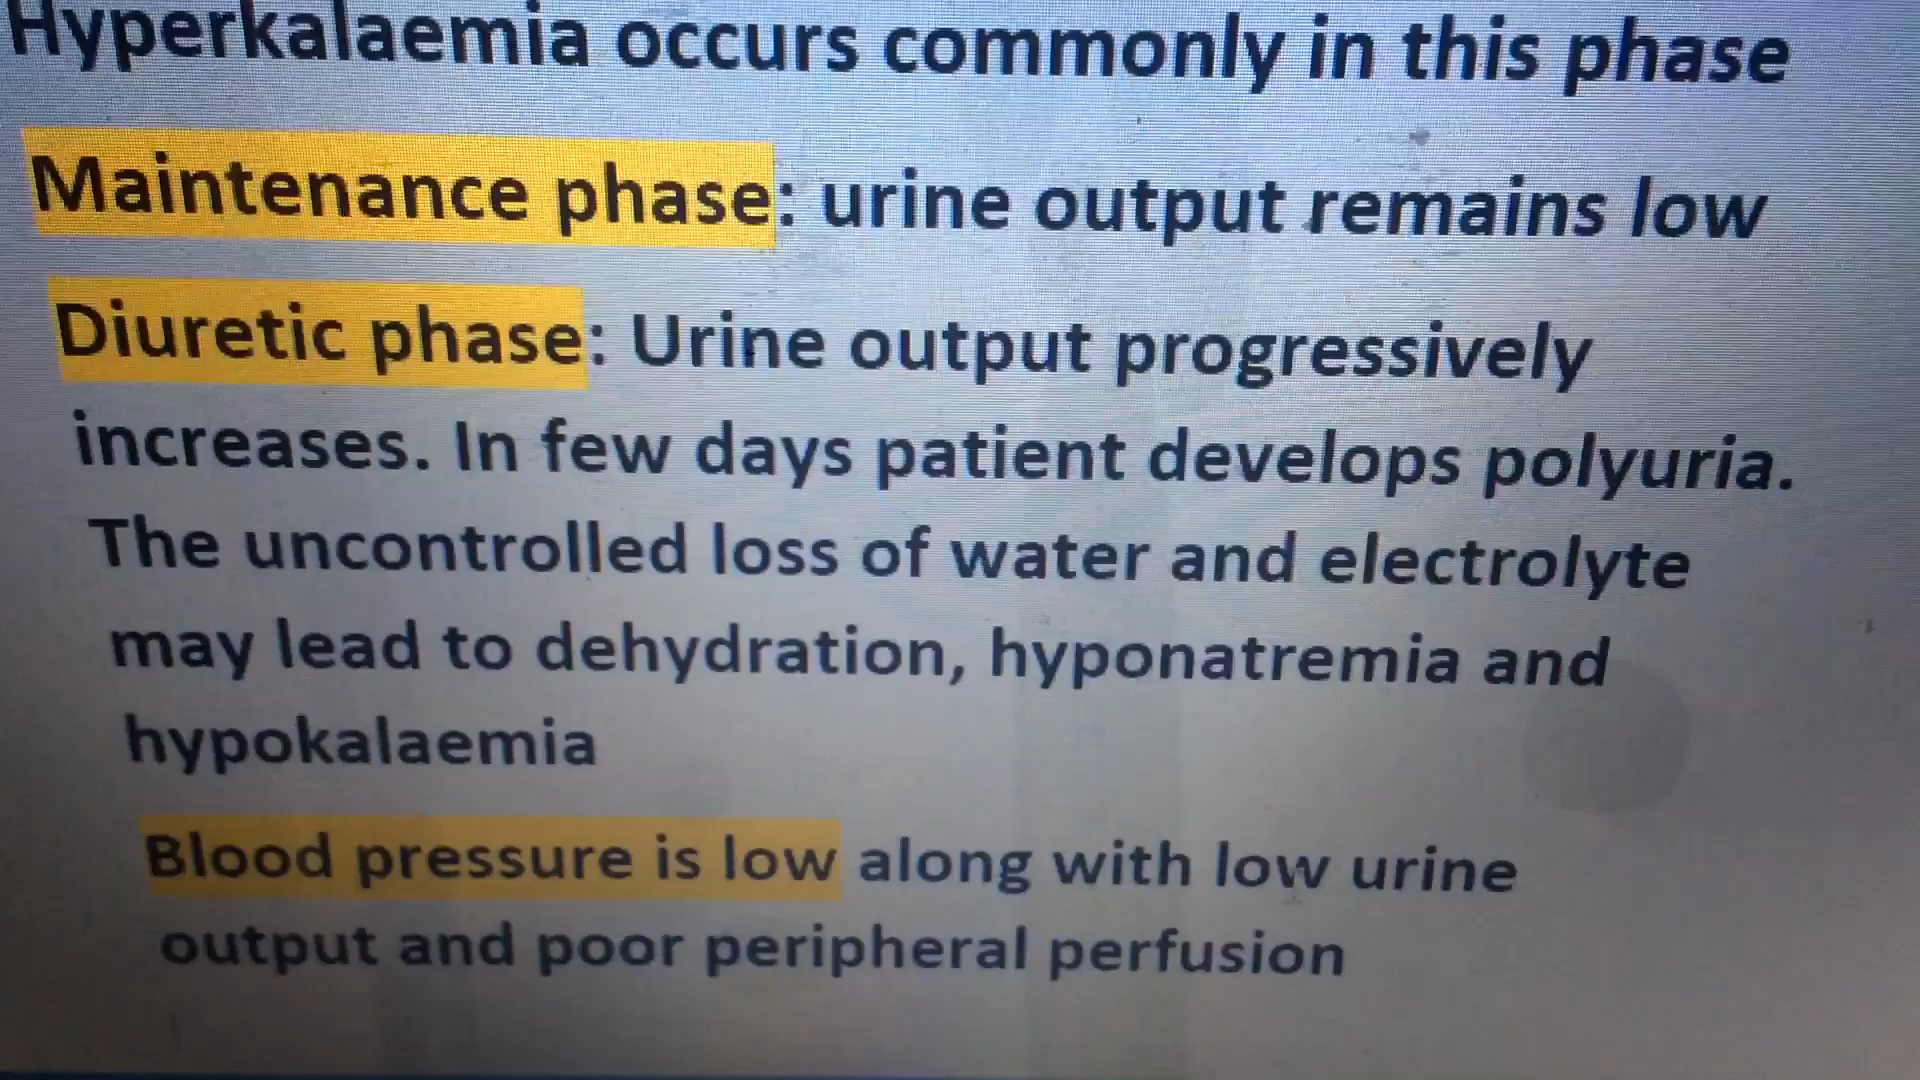 Hyperkalaemia occurs commonly in this phase
Maintenance phase: urine output remains low
Diuretic phase: Urine output progressively
increases. In few days patient develops polyuria.
The uncontrolled loss of water and electrolyte
may lead to dehydration, hyponatremia and
hypokalaemia
Blood pressure is low along with low urine
output and poor peripheral perfusion